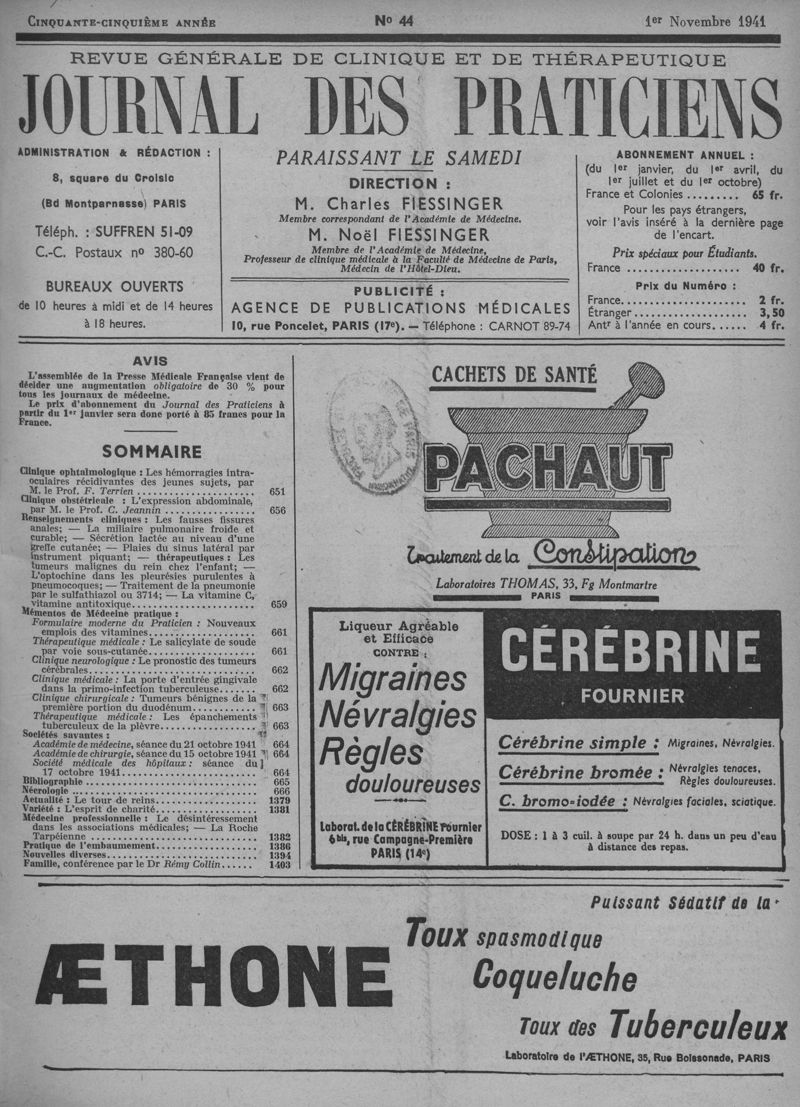 CINQUANTE-CINQUIÈME ANNÉE
No 44
1er Novembre 1941
REVUE GÉNÉRALE DE CLINIQUE ET DE THÉRAPEUTIQUE
JOURNAL DES PRATICIENS
ADMINISTRATION & RÉDACTION :
8, square du Croisic
(Bd Montparnasse) PARIS
Téléph. : SUFFREN 51-09
C.-C. Postaux no 380-60
BUREAUX OUVERTS
de 10 heures à midi et de 14 heures
à 18 heures.
PARAISSANT LE SAMEDI
DIRECTION :
M. Charles FIESSINGER
Membre correspondant de l'Académie de Médecine.
M. Noël FIESSINGER
Membre de l'Académie de Médecine,
Professeur de clinique médicale à la Faculté de Médecine de Paris,
Médecin de l'Hôtel-Dieu.
PUBLICITÉ :
AGENCE DE PUBLICATIONS MÉDICALES
10, rue Poncelet, PARIS (17e). — Téléphone : CARNOT 89-74
ABONNEMENT ANNUEL :
(du 1er janvier, du 1er avril, du
1er juillet et du 1er octobre)
France et Colonies ......... 65 fr.
Pour les pays étrangers,
voir l'avis inséré à la dernière page
de l'encart.
Prix spéciaux pour Étudiants.
France ................... 40 fr.
Prix du Numéro :
France..................... 2 fr.
Étranger................... 3,50
Antr à l'année en cours...... 4 fr.
AVIS
L'assemblée de la Presse Médicale Française vient de
décider une augmentation obligatoire de 30 % pour
tous les journaux de médecine.
Le prix d'abonnement du Journal des Praticiens à
partir du 1er janvier sera donc porté à 85 francs pour la
France.
SOMMAIRE
Clinique ophtalmologique : Les hémorragies intra-
oculaires récidivantes des jeunes sujets, par
M. le Prof. F. Terrien .................... 651
Clinique obstétricale : L'expression abdominale,
par M. le Prof. C. Jeannin ................ 656
Renseignements cliniques : Les fausses fissures
anales; — La miliaire pulmonaire froide et
curable; — Sécrétion lactée au niveau d'une
greffe cutanée; — Plaies du sinus latéral par
instrument piquant; — thérapeutiques : Les
tumeurs malignes du rein chez l'enfant; —
L'optochine dans les pleurésies purulentes à
pneumocoques; — Traitement de la pneumonie
par le sulfathiazol ou 3714; — La vitamine C,
vitamine antitoxique..................... 659
Mémentos de Médecine pratique :
Formulaire moderne du Praticien : Nouveaux
emplois des vitamines.................... 661
Thérapeutique médicale : Le salicylate de soude
par voie sous-cutanée.................... 661
Clinique neurologique : Le pronostic des tumeurs
cérébrales............................... 662
Clinique médicale : La porte d'entrée gingivale
dans la primo-infection tuberculeuse....... 662
Clinique chirurgicale : Tumeurs bénignes de la
première portion du duodénum............. 663
Thérapeutique médicale : Les épanchements
tuberculeux de la plèvre.................. 663
Sociétés savantes :
Académie de médecine, séance du 21 octobre 1941 664
Académie de chirurgie, séance du 15 octobre 1941 664
Société médicale des hôpitaux : séance du
17 octobre 1941.......................... 664
Bibliographie .............................. 665
Nécrologie ................................. 666
Actualité : Le tour de reins................. 1379
Variété : L'esprit de charité................ 1381
Médecine professionnelle : Le désintéressement
dans les associations médicales; — La Roche
Tarpéienne .............................. 1382
Pratique de l'embaumement................. 1386
Nouvelles diverses.......................... 1394
Famille, conférence par le Dr Rémy Collin...... 1403
CACHETS DE SANTÉ
PACHAUT
Traitement de la Constipation
Laboratoires THOMAS, 33, Fg Montmartre
PARIS
Liqueur Agréable
et Efficace
CONTRE :
Migraines
Névralgies
Règles
douloureuses
Laborat. de la CÉRÉBRINE Fournier
6 bis, rue Campagne-Première
PARIS (14e)
CÉRÉBRINE
FOURNIER
Cérébrine simple : Migraines, Névralgies.
Cérébrine bromée : Névralgies tenaces,
Règles douloureuses.
C. bromo-iodée : Névralgies faciales, sciatique.
DOSE : 1 à 3 cuil. à soupe par 24 h. dans un peu d'eau
à distance des repas.
ÆTHONE
Puissant Sédatif de la
Toux spasmodique
Coqueluche
Toux des Tuberculeux
Laboratoire de l'ÆTHONE, 35, Rue Boissonade, PARIS